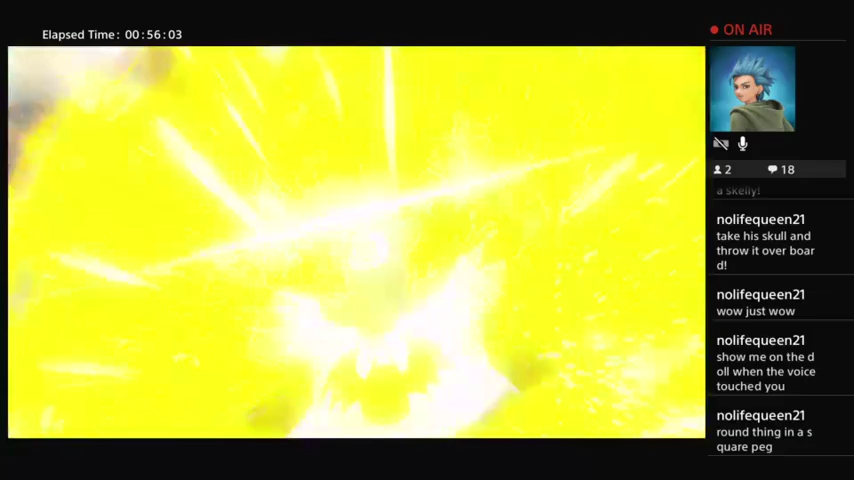 Elapsed Time: 00:56:03
ON AIR
2
18
a skelly!
nolifequeen21
take his skull and
throw it over boar
d!
nolifequeen21
wow just wow
nolifequeen21
show me on the d
oll when the voice
touched you
nolifequeen21
round thing in a s
quare peg